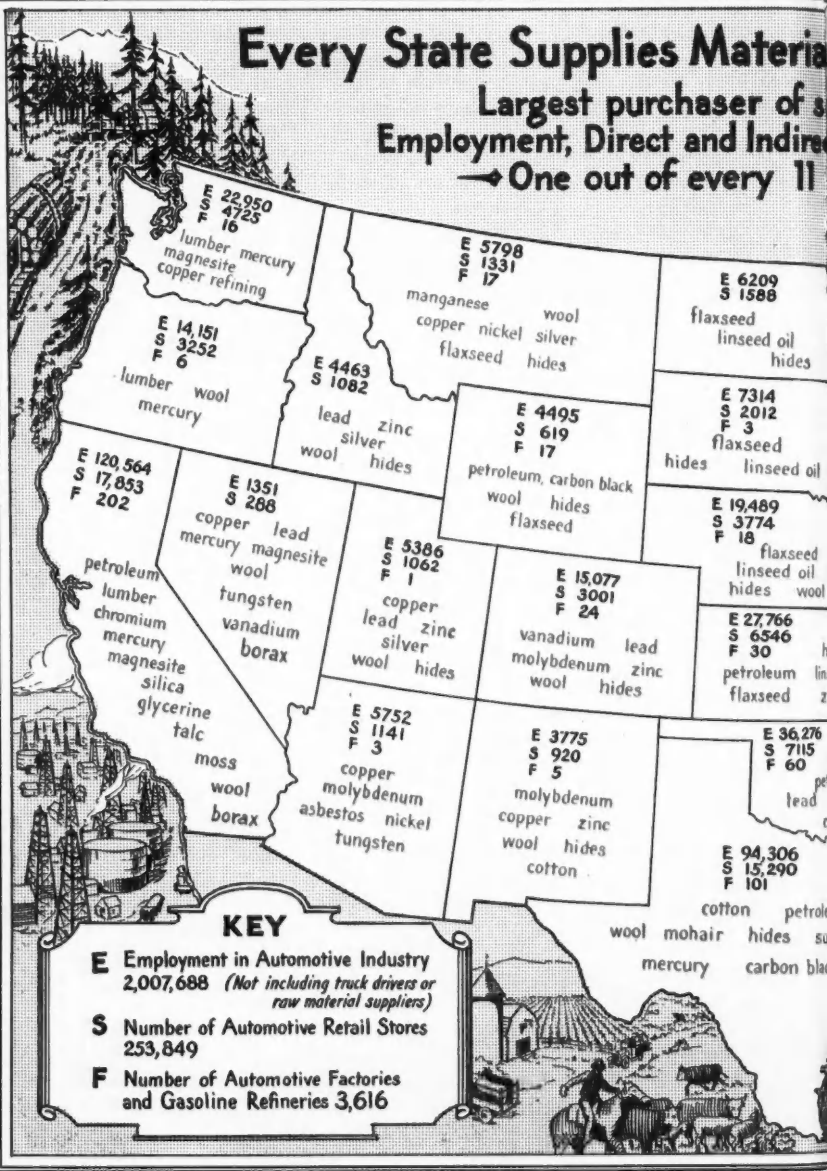 Every State Supplies Materia
Largest purchaser of s
Employment, Direct and Indirec
One out of every 11
E 22,950
S 4725
F 16
lumber mercury
magnesite
copper refining
E 14,151
S 3252
F 6
lumber wool
mercury
E 4463
S 1082
lead zinc
silver
wool hides
E 5798
S 1331
F 17
manganese wool
copper nickel silver
flaxseed hides
E 6209
S 1588
flaxseed
linseed oil
hides
E 4495
S 619
F 17
petroleum, carbon black
wool hides
flaxseed
E 7314
S 2012
F 3
flaxseed
hides linseed oil
E 120,564
S 17,853
F 202
petroleum
lumber
chromium
mercury
magnesite
silica
glycerine
talc
moss
wool
borax
E 1351
S 288
copper lead
mercury magnesite
wool
tungsten
vanadium
borax
E 5386
S 1062
F 1
copper
lead zinc
silver
wool hides
E 15,077
S 3001
F 24
vanadium lead
molybdenum zinc
wool hides
E 19,489
S 3774
F 18
flaxseed
linseed oil
hides wool
E 27,766
S 6546
F 30
h
petroleum lin
flaxseed z
E 5752
S 1141
F 3
copper
molybdenum
asbestos nickel
tungsten
E 3775
S 920
F 5
molybdenum
copper zinc
wool hides
cotton
E 36,276
S 7115
F 60
pe
lead
E 94,306
S 15,290
F 101
cotton petrole
wool mohair hides su
mercury carbon blac
KEY
E Employment in Automotive Industry
2,007,688 (Not including truck drivers or
raw material suppliers)
S Number of Automotive Retail Stores
253,849
F Number of Automotive Factories
and Gasoline Refineries 3,616